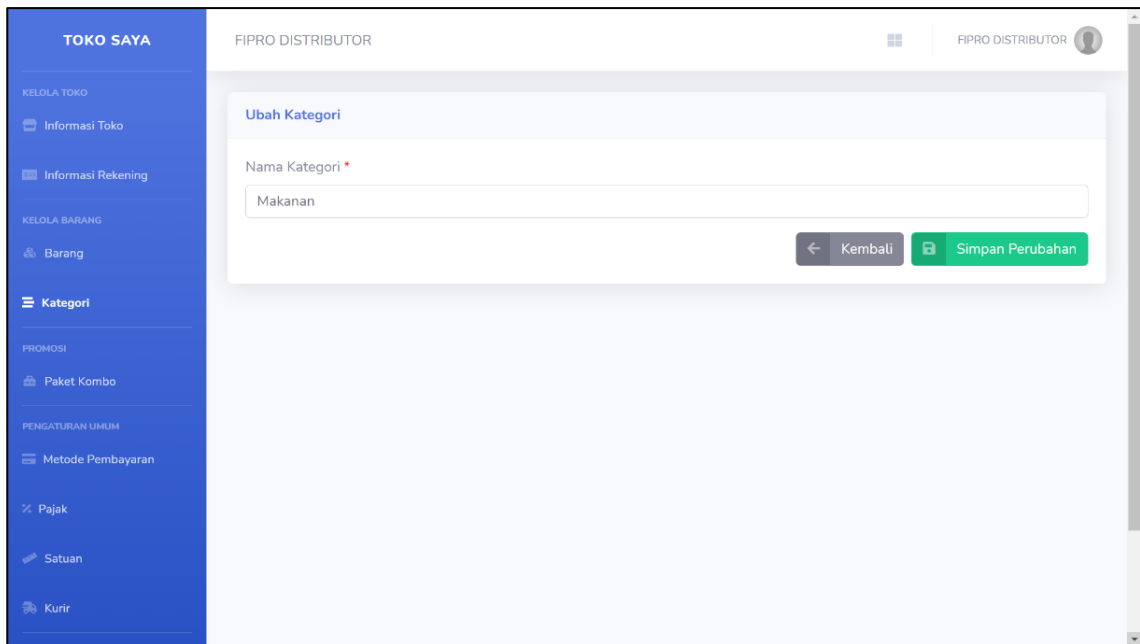 TOKO SAYA
KELOLA TOKO
Informasi Toko
Informasi Rekening
KELOLA BARANG
Barang
Kategori
PROMOSI
Paket Kombo
PENGATURAN UMUM
Metode Pembayaran
Pajak
Satuan
Kurir
FIPRO DISTRIBUTOR
FIPRO DISTRIBUTOR
Ubah Kategori
Nama Kategori *
Makanan
Kembali
Simpan Perubahan